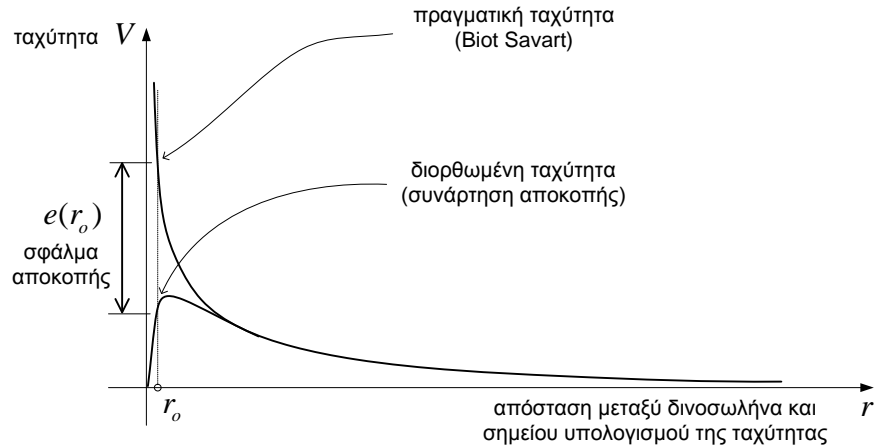 πραγματική ταχύτητα
(Biot Savart)
ταχύτητα V
διορθωμένη ταχύτητα
(συνάρτηση αποκοπής)
e(r_o)
σφάλμα
αποκοπής
r_o
r
απόσταση μεταξύ δινοσωλήνα και
σημείου υπολογισμού της ταχύτητας